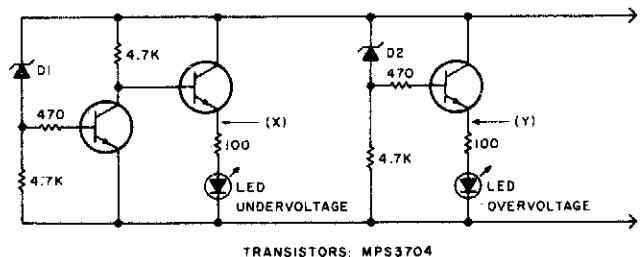 D1
4.7K
470
4.7K
(X)
100
LED
UNDERVOLTAGE
D2
470
4.7K
(Y)
100
LED
OVERVOLTAGE
TRANSISTORS: MPS3704